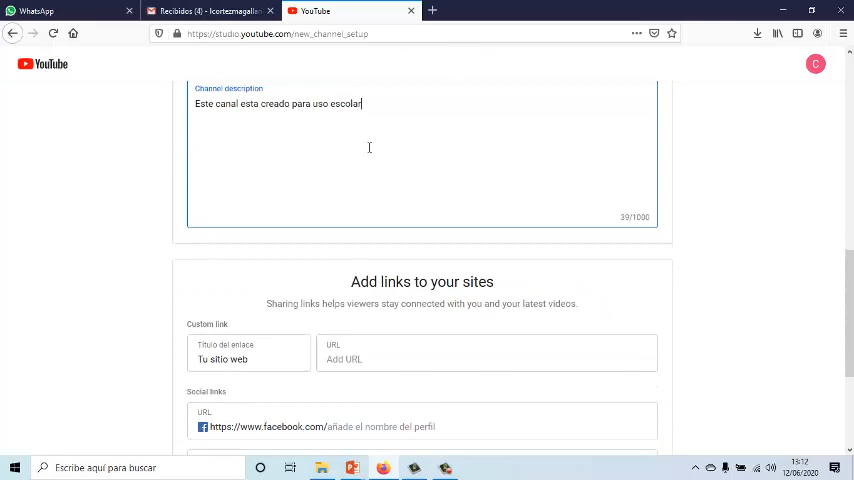 WhatsApp
Recibidos (4) - lcortezmagallan
YouTube
https://studio.youtube.com/new_channel_setup
YouTube
C
Channel description
Este canal esta creado para uso escolar
39/1000
Add links to your sites
Sharing links helps viewers stay connected with you and your latest videos.
Custom link
Título del enlace
Tu sitio web
URL
Add URL
Social links
URL
https://www.facebook.com/añade el nombre del perfil
Escribe aquí para buscar
13:12
12/06/2020